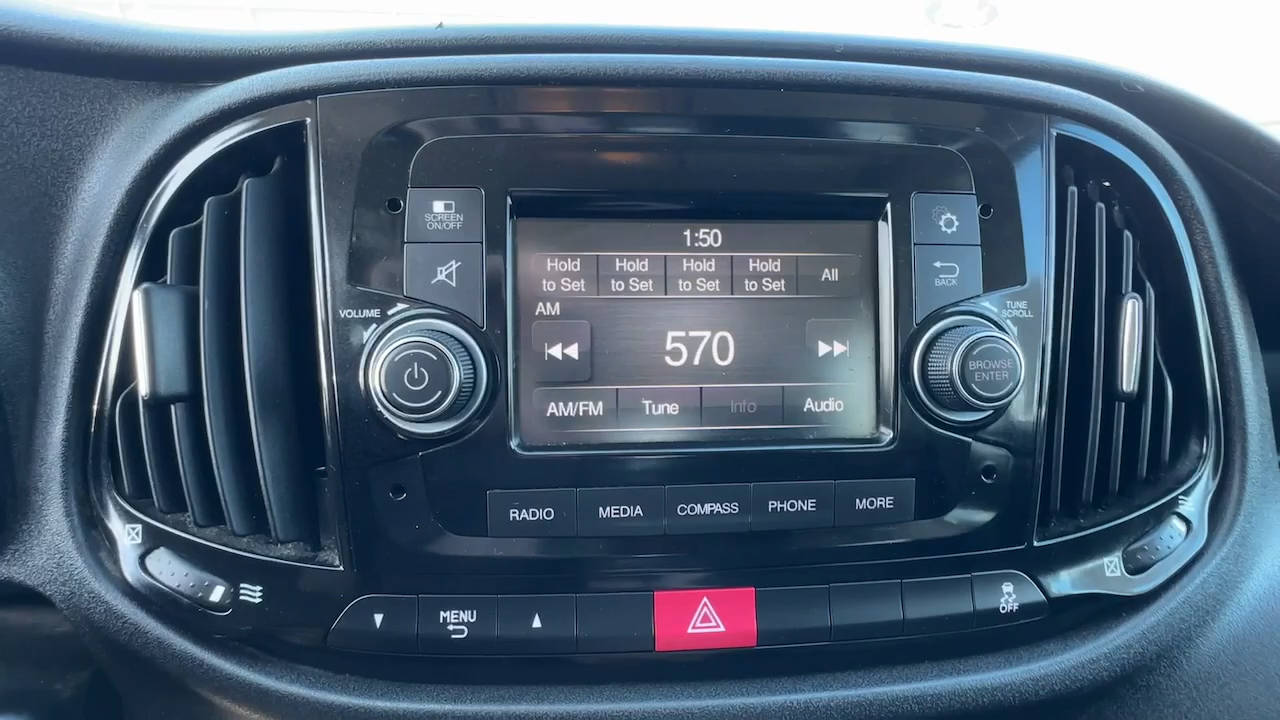 SCREEN
ON/OFF
VOLUME
1:50
Hold
to Set
Hold
to Set
Hold
to Set
Hold
to Set
All
AM
570
AM/FM
Tune
Info
Audio
BACK
TUNE
SCROLL
BROWSE
ENTER
RADIO
MEDIA
COMPASS
PHONE
MORE
MENU
OFF